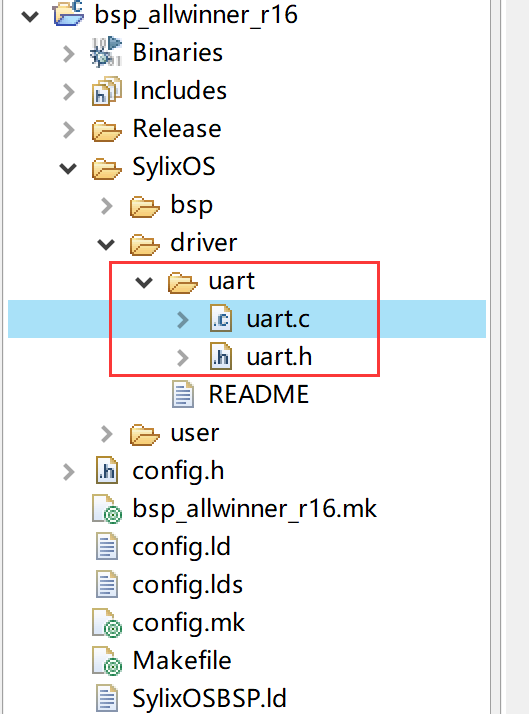 bsp_allwinner_r16
Binaries
Includes
Release
SylixOS
bsp
driver
uart
uart.c
uart.h
README
user
config.h
bsp_allwinner_r16.mk
config.ld
config.lds
config.mk
Makefile
SylixOSBSP.ld